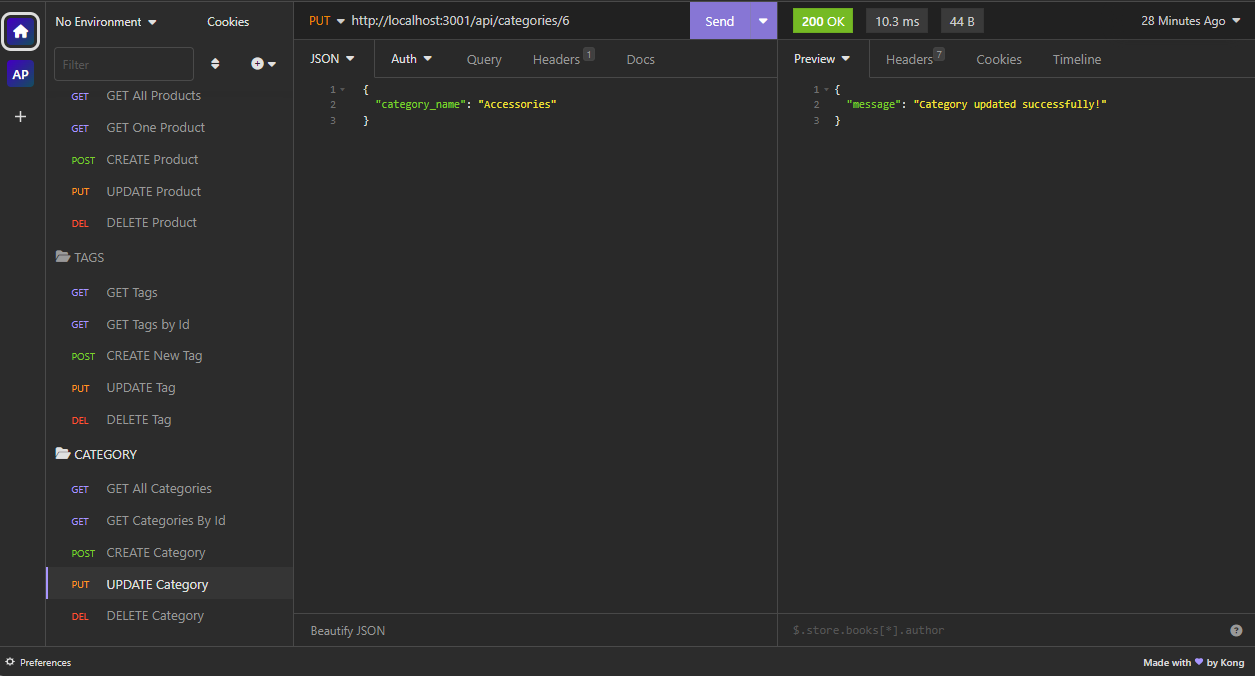 No Environment Cookies
Filter
AP
GET GET All Products
GET GET One Product
POST CREATE Product
PUT UPDATE Product
DEL DELETE Product
TAGS
GET GET Tags
GET GET Tags by Id
POST CREATE New Tag
PUT UPDATE Tag
DEL DELETE Tag
CATEGORY
GET GET All Categories
GET GET Categories By Id
POST CREATE Category
PUT UPDATE Category
DEL DELETE Category
Preferences
PUT http://localhost:3001/api/categories/6 Send
JSON Auth Query Headers 1 Docs
1 {
2 "category_name": "Accessories"
3 }
Beautify JSON
200 OK 10.3 ms 44 B 28 Minutes Ago
Preview Headers 7 Cookies Timeline
1 {
2 "message": "Category updated successfully!"
3 }
$.store.books[*].author ?
Made with 💜 by Kong